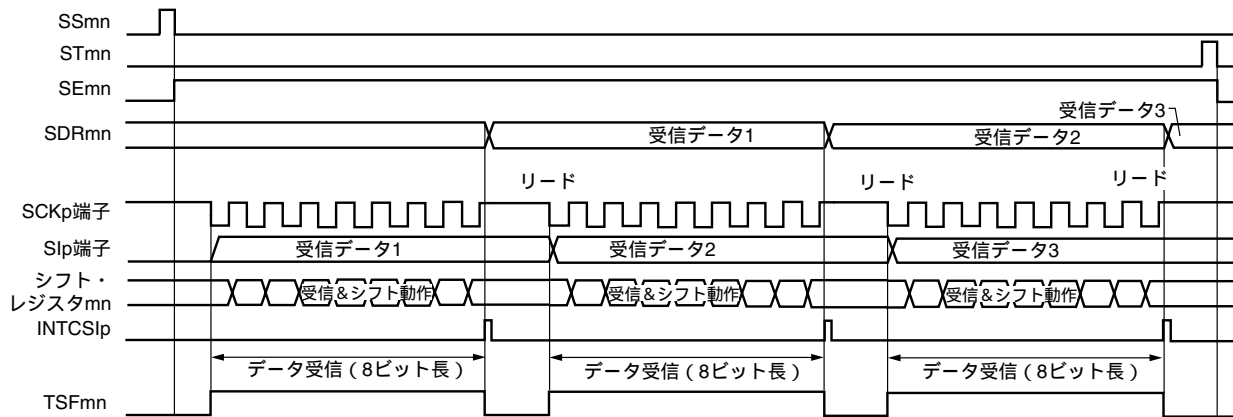 SSmn
STmn
SEmn
受信データ3
SDRmn
受信データ1
受信データ2
リード
リード
リード
SCKp端子
SIp端子
受信データ1
受信データ2
受信データ3
シフト・
レジスタmn
受信&シフト動作
受信&シフト動作
受信&シフト動作
INTCSIp
データ受信(8ビット長)
データ受信(8ビット長)
データ受信(8ビット長)
TSFmn